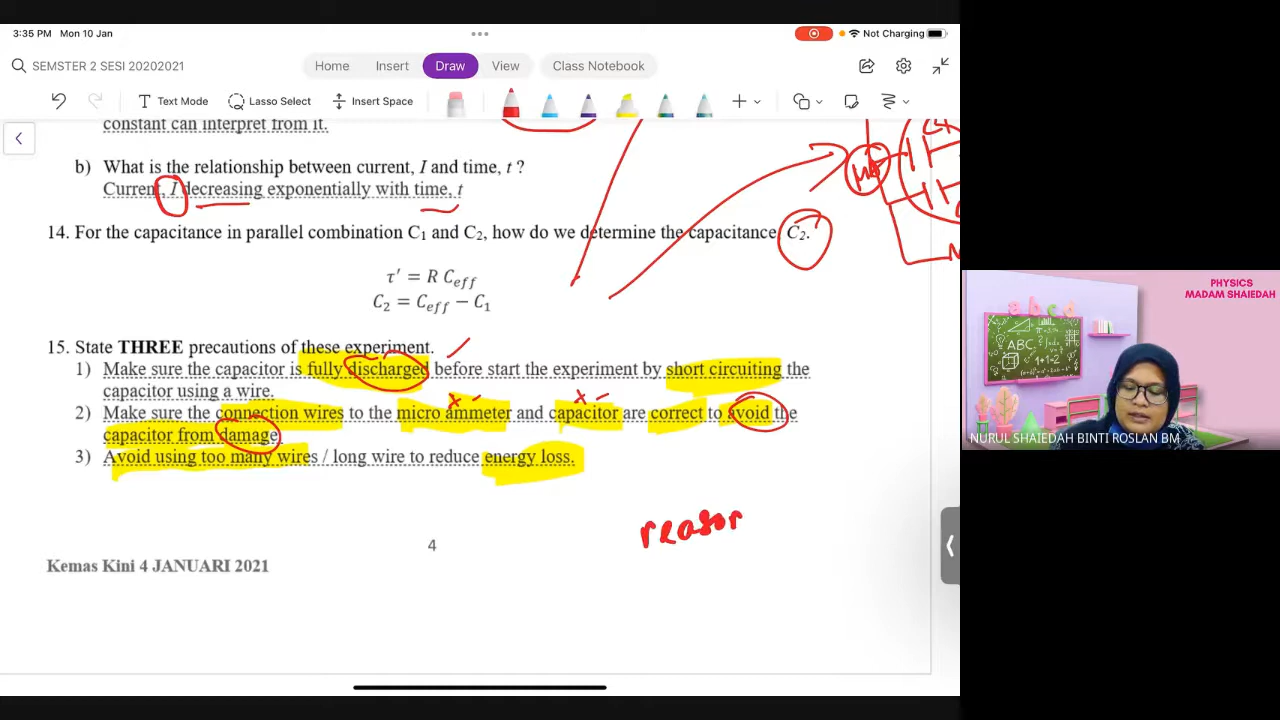 3:35 PM Mon 10 Jan
Not Charging
SEMSTER 2 SESI 20202021
Home Insert Draw View Class Notebook
Text Mode Lasso Select Insert Space
constant can interpret from it.
b) What is the relationship between current, I and time, t ?
Current, I decreasing exponentially with time, t
14. For the capacitance in parallel combination C₁ and C₂, how do we determine the capacitance C₂.
τ′ = R Ceff
C₂ = Ceff − C₁
15. State THREE precautions of these experiment.
1) Make sure the capacitor is fully discharged before start the experiment by short circuiting the
capacitor using a wire.
+ - + -
2) Make sure the connection wires to the micro ammeter and capacitor are correct to avoid the
capacitor from damage
3) Avoid using too many wires / long wire to reduce energy loss.
reason
4
Kemas Kini 4 JANUARI 2021
PHYSICS
MADAM SHAIEDAH
abcd
ABC
1+1=2
NURUL SHAIEDAH BINTI ROSLAN BM